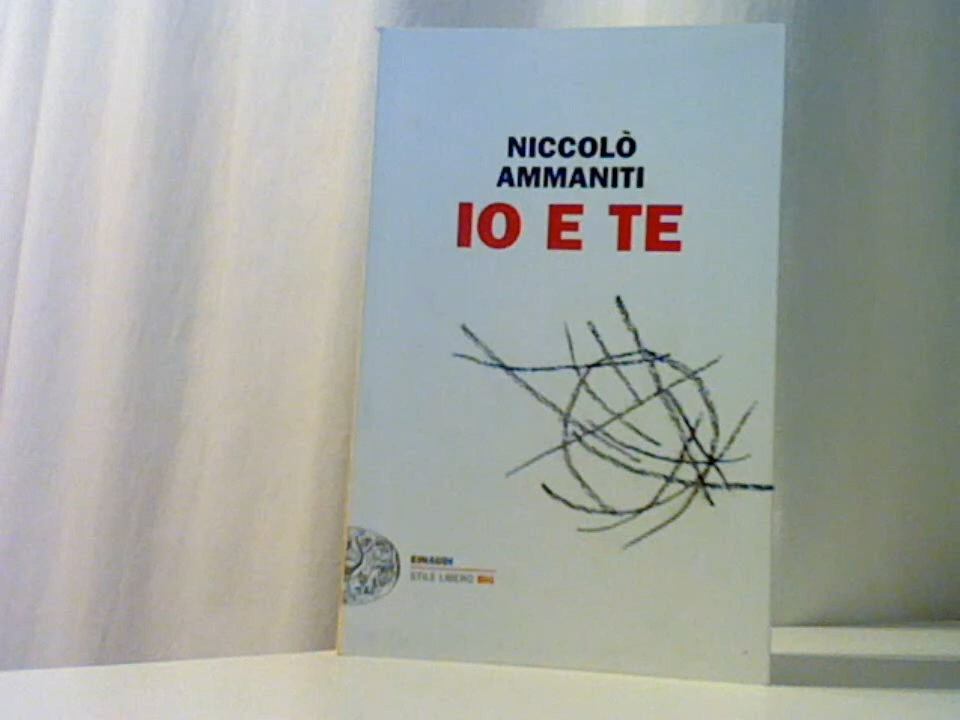 NICCOLÒ
AMMANITI
IO E TE
EINAUDI
STILE LIBERO BIG